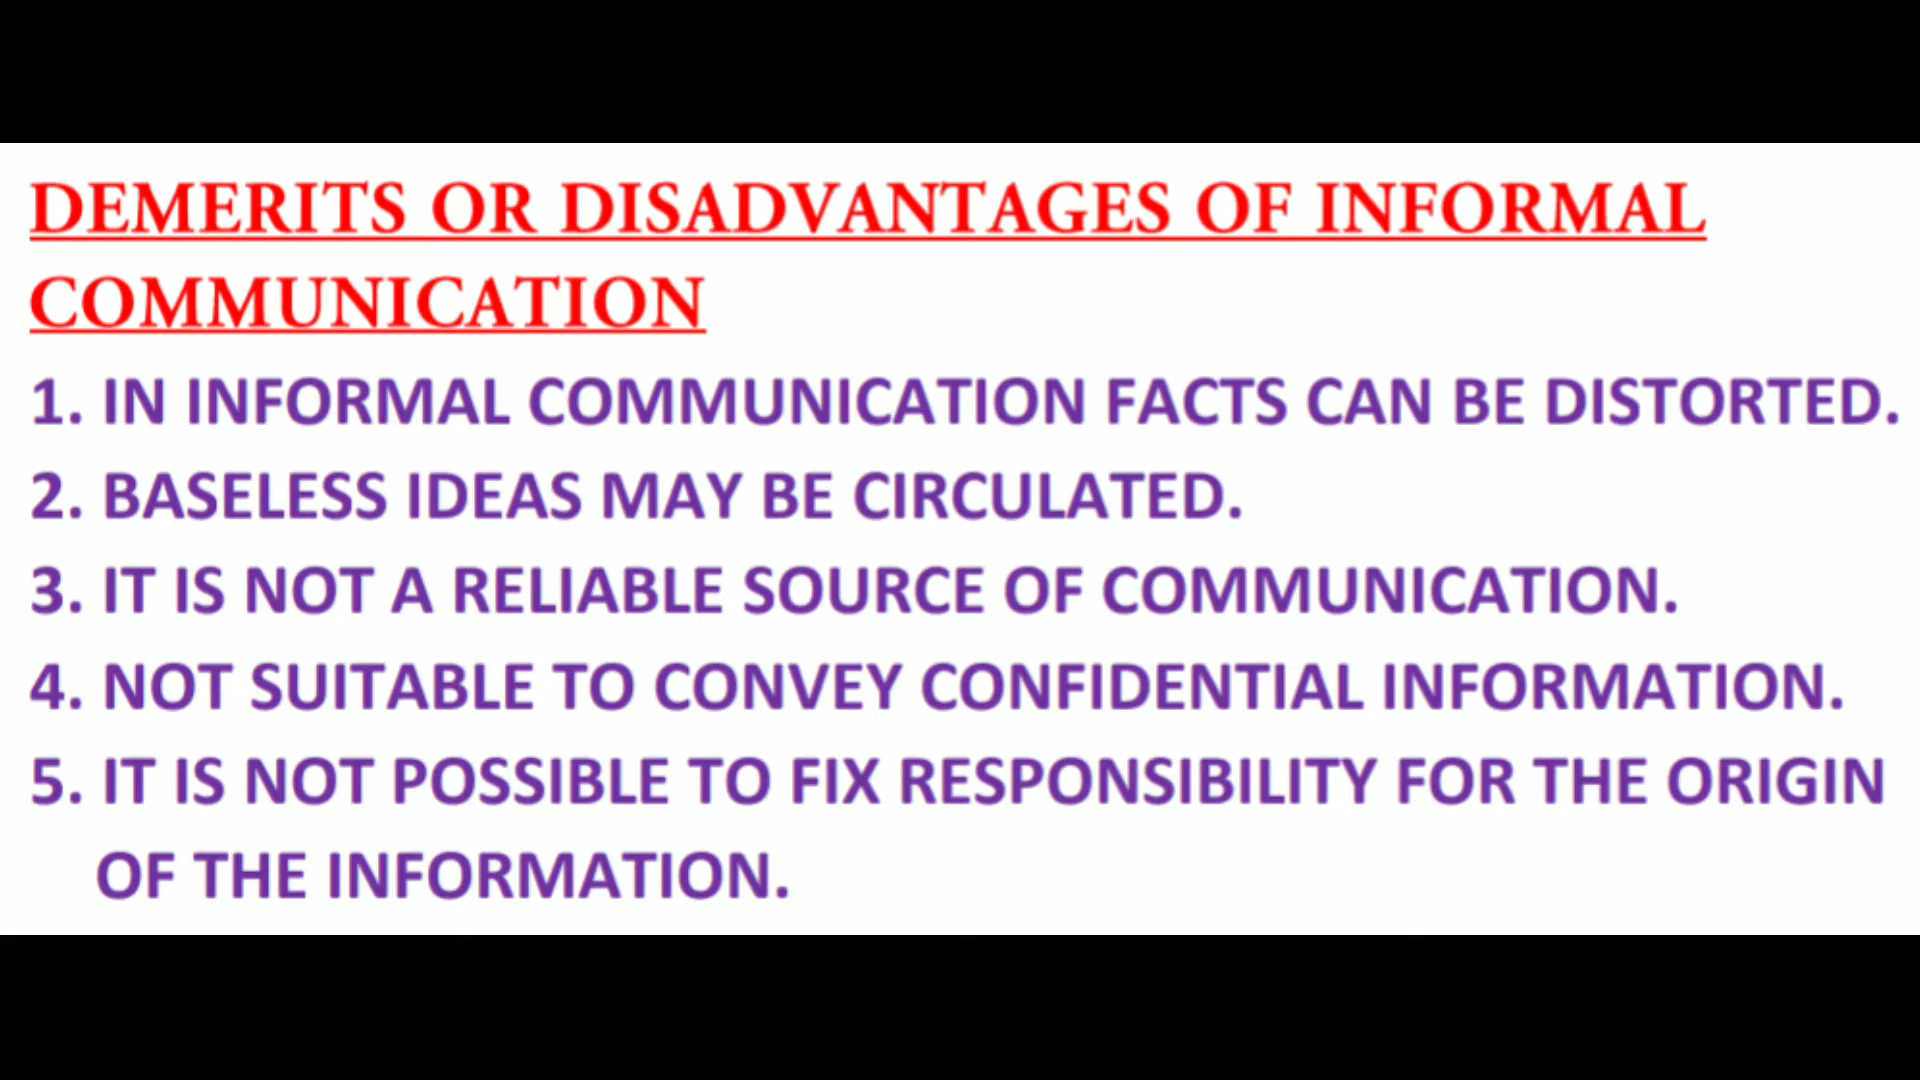 DEMERITS OR DISADVANTAGES OF INFORMAL
COMMUNICATION
1. IN INFORMAL COMMUNICATION FACTS CAN BE DISTORTED.
2. BASELESS IDEAS MAY BE CIRCULATED.
3. IT IS NOT A RELIABLE SOURCE OF COMMUNICATION.
4. NOT SUITABLE TO CONVEY CONFIDENTIAL INFORMATION.
5. IT IS NOT POSSIBLE TO FIX RESPONSIBILITY FOR THE ORIGIN
OF THE INFORMATION.